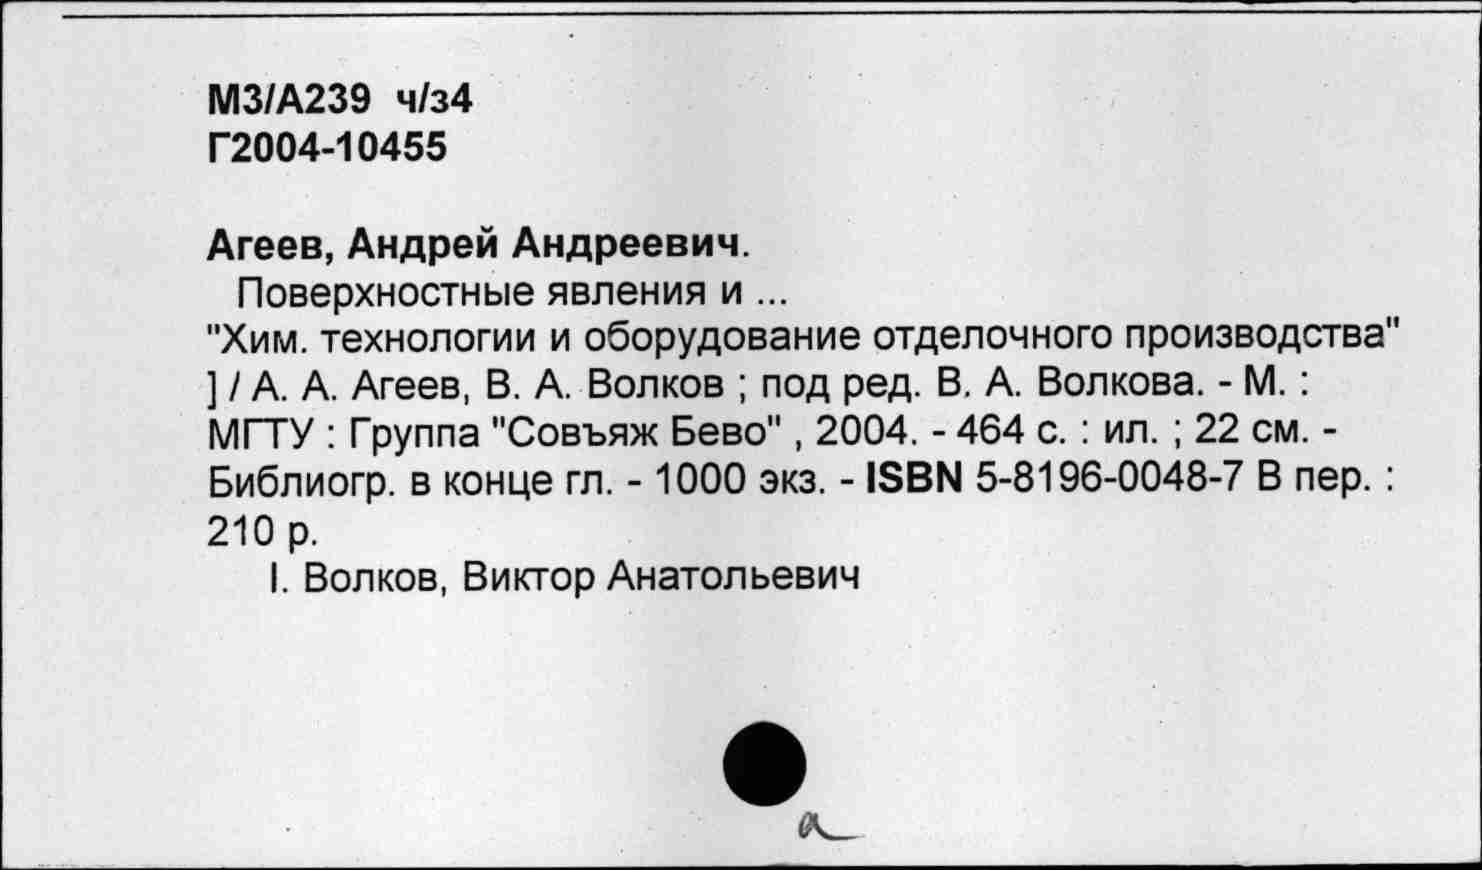 М3/А239 ч/з4
Г2004-10455
Агеев, Андрей Андреевич.
Поверхностные явления и ...
"Хим. технологии и оборудование отделочного производства"
] / А. А. Агеев, В. А. Волков ; под ред. В. А. Волкова. - М. :
МГТУ : Группа "Совъяж Бево" , 2004. - 464 с. : ил. ; 22 см. -
Библиогр. в конце гл. - 1000 экз. - ISBN 5-8196-0048-7 В пер. :
210 р.
I. Волков, Виктор Анатольевич